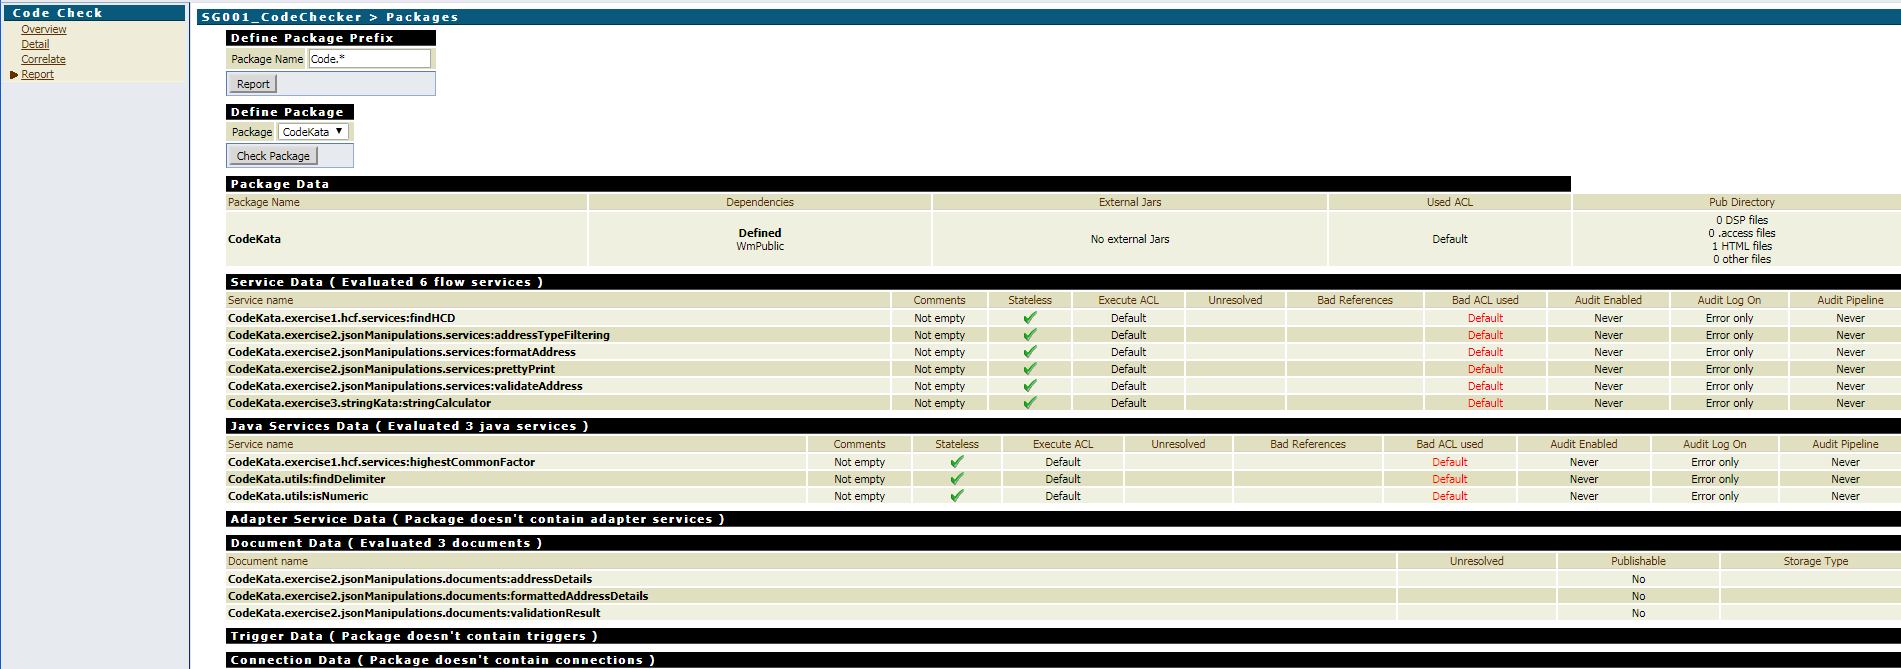 Code Check
Overview
Detail
Correlate
Report
SG001_CodeChecker > Packages
Define Package Prefix
Package Name Code.*
Report
Define Package
Package CodeKata
Check Package
Package Data
Package Name Dependencies External Jars Used ACL Pub Directory
CodeKata Defined WmPublic No external Jars Default 0 DSP files
0 .access files
1 HTML files
0 other files
Service Data ( Evaluated 6 flow services )
Service name Comments Stateless Execute ACL Unresolved Bad References Bad ACL used Audit Enabled Audit Log On Audit Pipeline
CodeKata.exercise1.hcf.services:findHCD Not empty Default Default Never Error only Never
CodeKata.exercise2.jsonManipulations.services:addressTypeFiltering Not empty Default Default Never Error only Never
CodeKata.exercise2.jsonManipulations.services:formatAddress Not empty Default Default Never Error only Never
CodeKata.exercise2.jsonManipulations.services:prettyPrint Not empty Default Default Never Error only Never
CodeKata.exercise2.jsonManipulations.services:validateAddress Not empty Default Default Never Error only Never
CodeKata.exercise3.stringKata:stringCalculator Not empty Default Default Never Error only Never
Java Services Data ( Evaluated 3 java services )
Service name Comments Stateless Execute ACL Unresolved Bad References Bad ACL used Audit Enabled Audit Log On Audit Pipeline
CodeKata.exercise1.hcf.services:highestCommonFactor Not empty Default Default Never Error only Never
CodeKata.utils:findDelimiter Not empty Default Default Never Error only Never
CodeKata.utils:isNumeric Not empty Default Default Never Error only Never
Adapter Service Data ( Package doesn't contain adapter services )
Document Data ( Evaluated 3 documents )
Document name Unresolved Publishable Storage Type
CodeKata.exercise2.jsonManipulations.documents:addressDetails No
CodeKata.exercise2.jsonManipulations.documents:formattedAddressDetails No
CodeKata.exercise2.jsonManipulations.documents:validationResult No
Trigger Data ( Package doesn't contain triggers )
Connection Data ( Package doesn't contain connections )